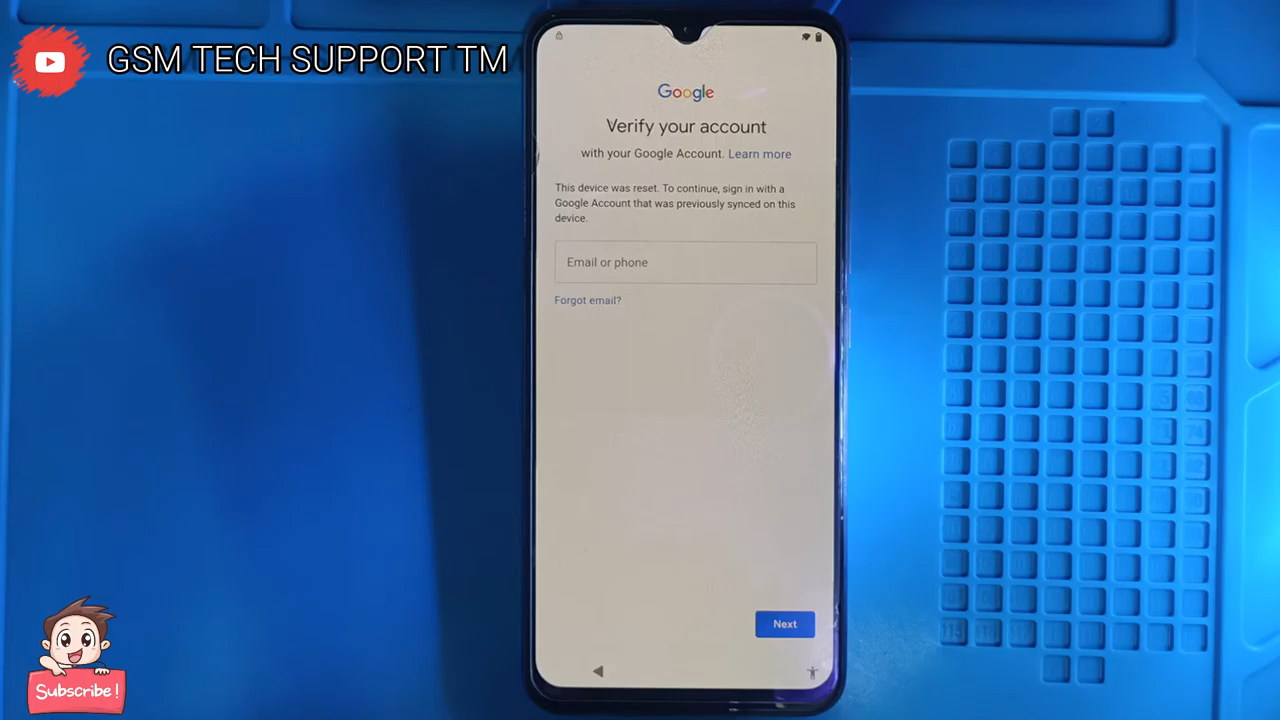 GSM TECH SUPPORT TM
Google
Verify your account
with your Google Account. Learn more
This device was reset. To continue, sign in with a
Google Account that was previously synced on this
device.
Email or phone
Forgot email?
Next
Subscribe!